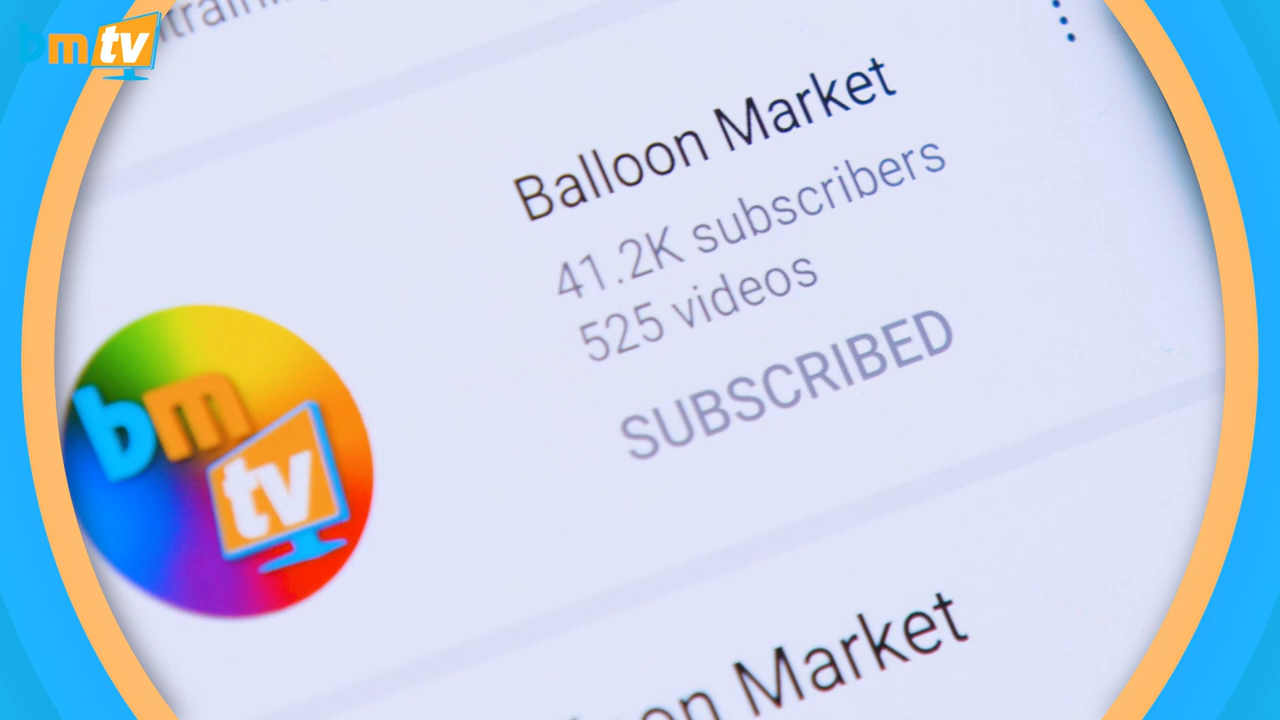 bmtv
Balloon Market
41.2K subscribers
525 videos
SUBSCRIBED
bm
tv
Market